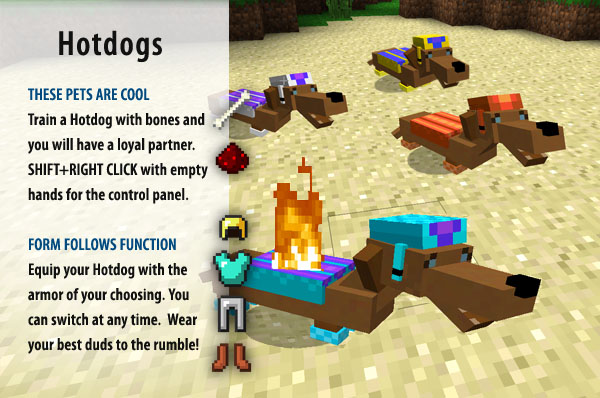 Hotdogs
THESE PETS ARE COOL
Train a Hotdog with bones and
you will have a loyal partner.
SHIFT+RIGHT CLICK with empty
hands for the control panel.
FORM FOLLOWS FUNCTION
Equip your Hotdog with the
armor of your choosing. You
can switch at any time.  Wear
your best duds to the rumble!